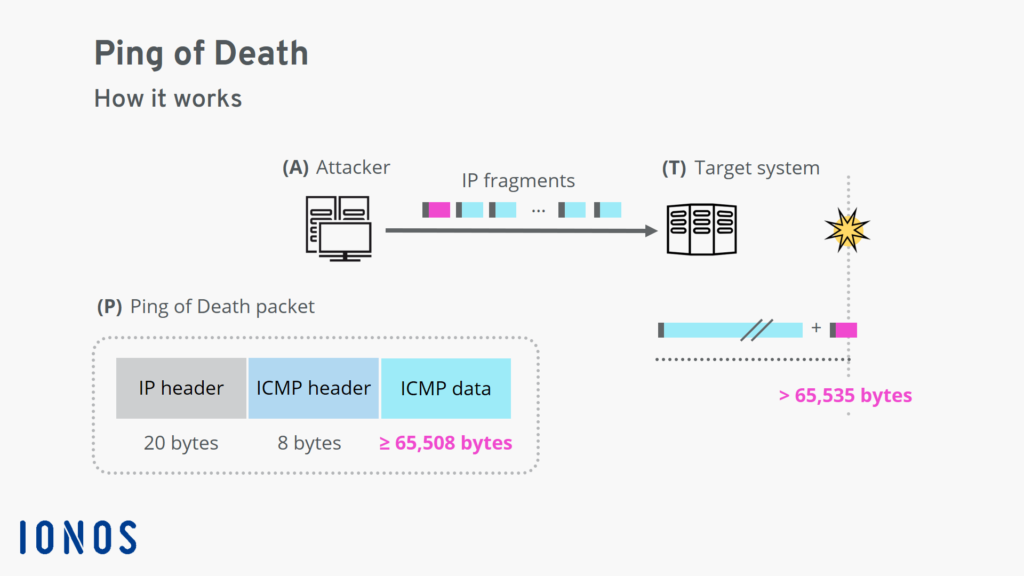 Ping of Death
How it works
(A) Attacker
IP fragments
...
(T) Target system
+
> 65,535 bytes
(P) Ping of Death packet
IP header
ICMP header
ICMP data
20 bytes
8 bytes
≥ 65,508 bytes
IONOS